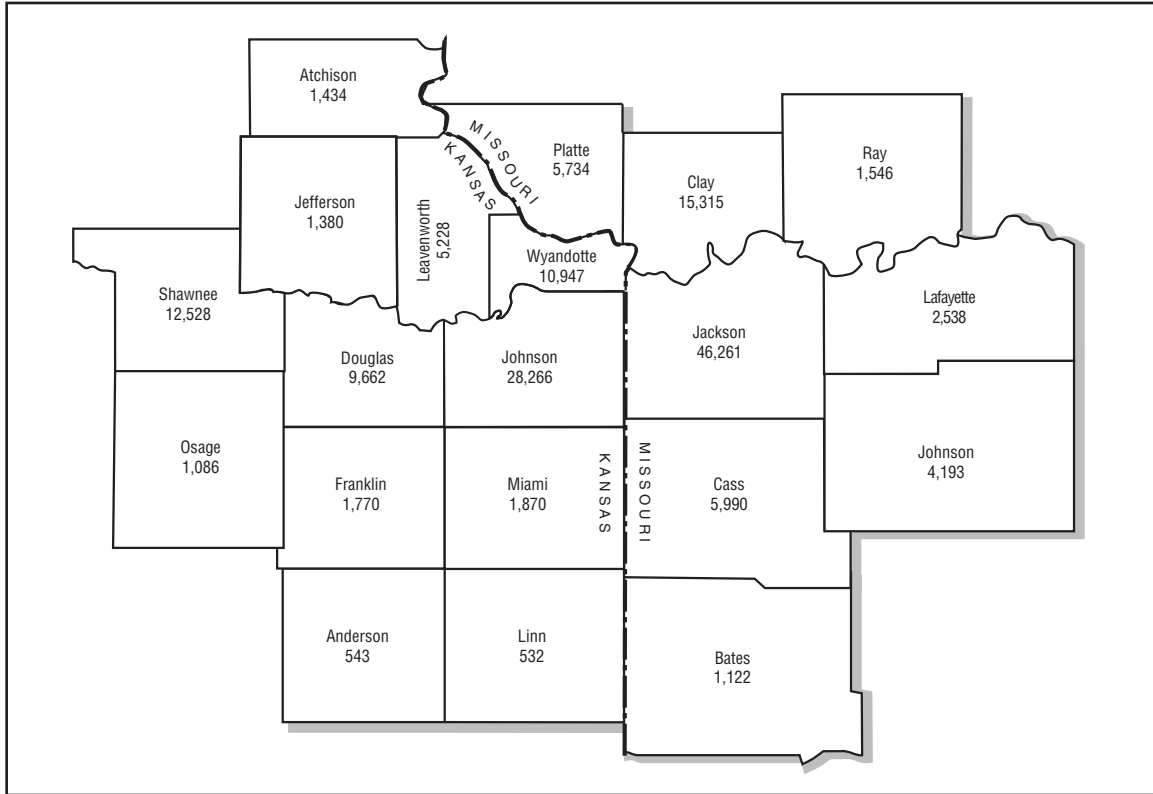 Atchison
1,434
MISSOURI
KANSAS
Platte
5,734
Clay
15,315
Ray
1,546
Jefferson
1,380
Leavenworth
5,228
Wyandotte
10,947
Shawnee
12,528
Lafayette
2,538
Douglas
9,662
Johnson
28,266
Jackson
46,261
Osage
1,086
Franklin
1,770
Miami
1,870
KANSAS
MISSOURI
Cass
5,990
Johnson
4,193
Anderson
543
Linn
532
Bates
1,122